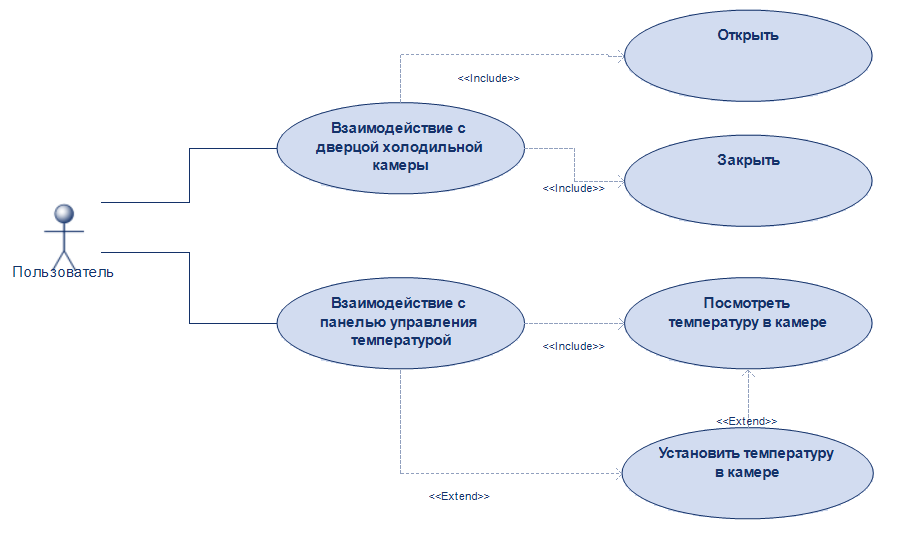 Открыть
<<Include>>
Взаимодействие с
дверцой холодильной
камеры
Закрыть
<<Include>>
Пользователь
Взаимодействие с
панелью управления
температурой
Посмотреть
температуру в камере
<<Include>>
<<Extend>>
Установить температуру
в камере
<<Extend>>